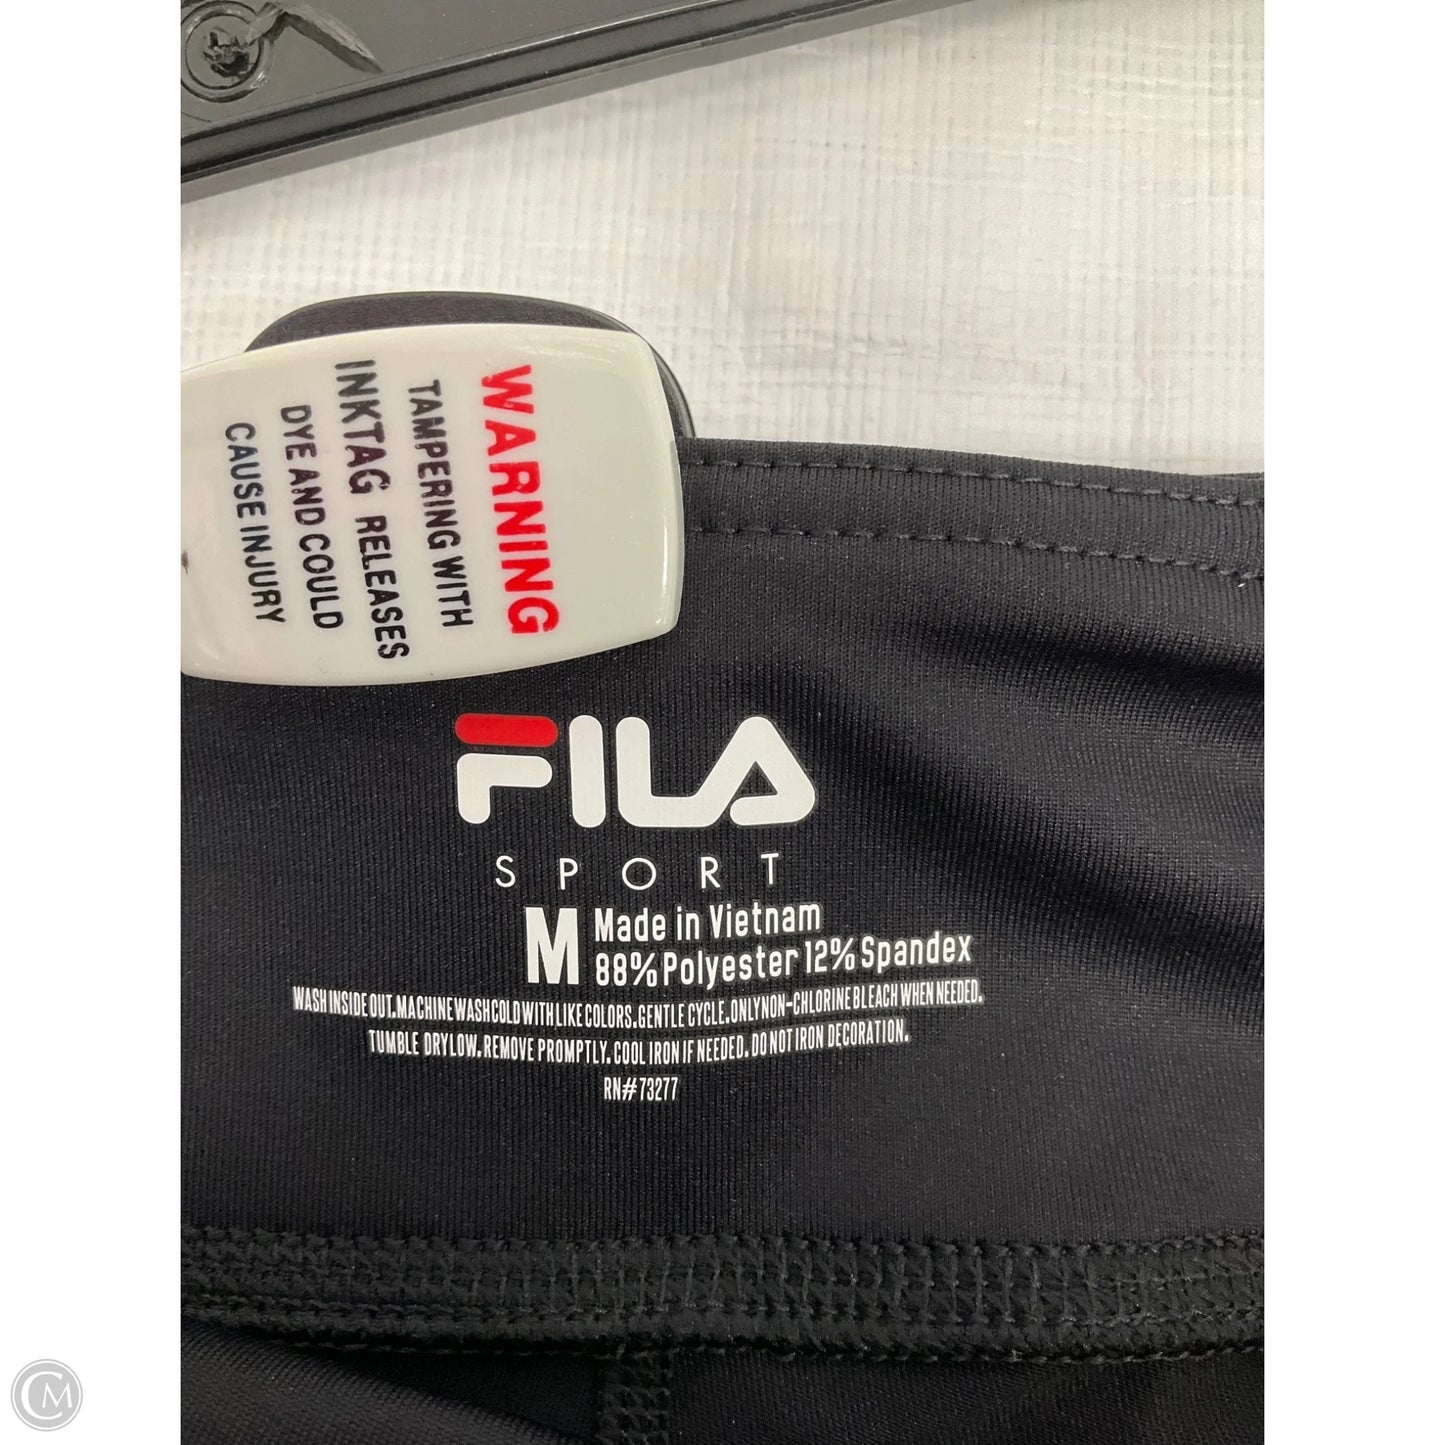 WARNING
TAMPERING WITH
INKTAG RELEASES
DYE AND COULD
CAUSE INJURY
FILA
SPORT
M Made in Vietnam
88% Polyester 12% Spandex
WASH INSIDE OUT. MACHINE WASH COLD WITH LIKE COLORS. GENTLE CYCLE. ONLY NON-CHLORINE BLEACH WHEN NEEDED.
TUMBLE DRY LOW. REMOVE PROMPTLY. COOL IRON IF NEEDED. DO NOT IRON DECORATION.
RN# 73277
CM